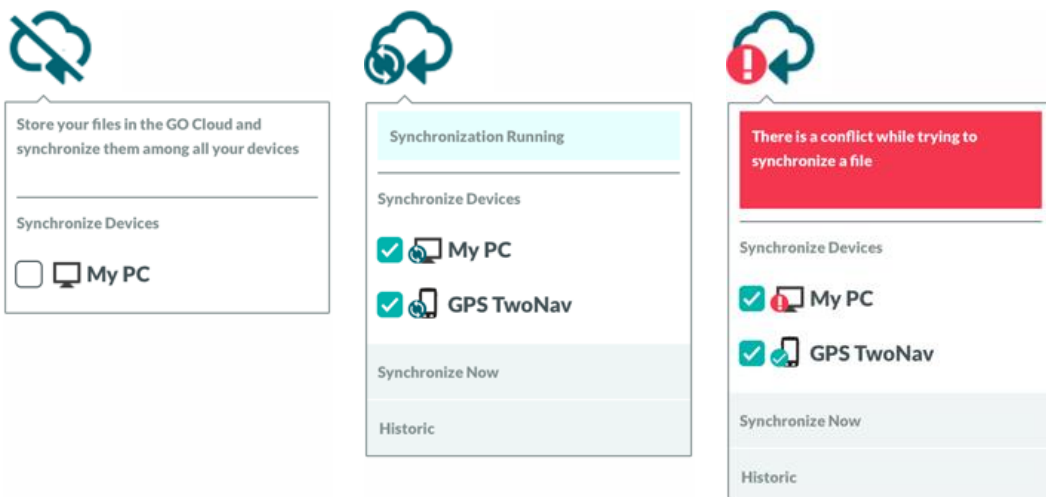 Store your files in the GO Cloud and
synchronize them among all your devices
Synchronize Devices
My PC
Synchronization Running
Synchronize Devices
My PC
GPS TwoNav
Synchronize Now
Historic
There is a conflict while trying to
synchronize a file
Synchronize Devices
My PC
GPS TwoNav
Synchronize Now
Historic